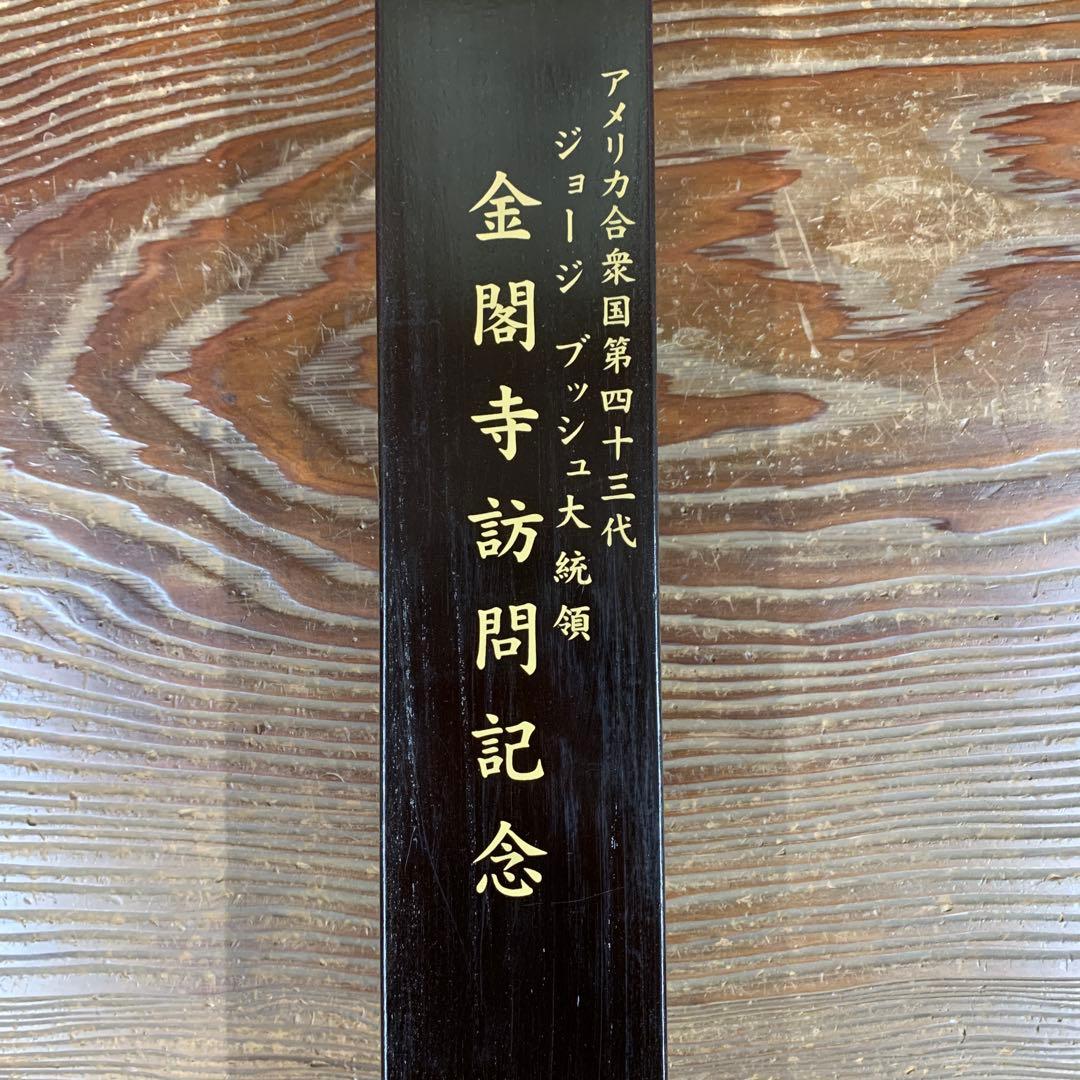 アメリカ合衆国第四十三代
ジョージ ブッシュ大統領
金閣寺訪問記念